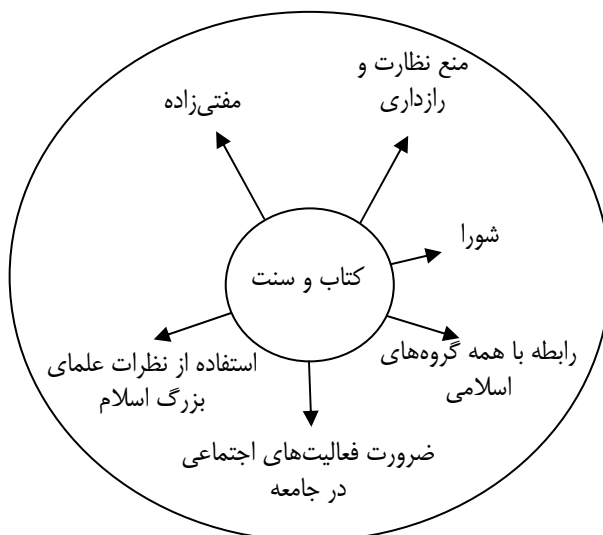 منع نظارت و
رازداری
مفتی‌زاده
شورا
کتاب و سنت
رابطه با همه گروه‌های
اسلامی
استفاده از نظرات علمای
بزرگ اسلام
ضرورت فعالیت‌های اجتماعی
در جامعه